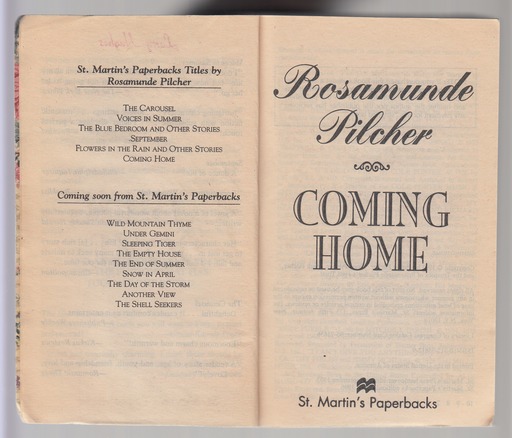 St. Martin's Paperbacks Titles by
Rosamunde Pilcher
THE CAROUSEL
VOICES IN SUMMER
THE BLUE BEDROOM AND OTHER STORIES
SEPTEMBER
FLOWERS IN THE RAIN AND OTHER STORIES
COMING HOME
Coming soon from St. Martin's Paperbacks
WILD MOUNTAIN THYME
UNDER GEMINI
SLEEPING TIGER
THE EMPTY HOUSE
THE END OF SUMMER
SNOW IN APRIL
THE DAY OF THE STORM
ANOTHER VIEW
THE SHELL SEEKERS
Rosamunde
Pilcher
COMING
HOME
St. Martin's Paperbacks